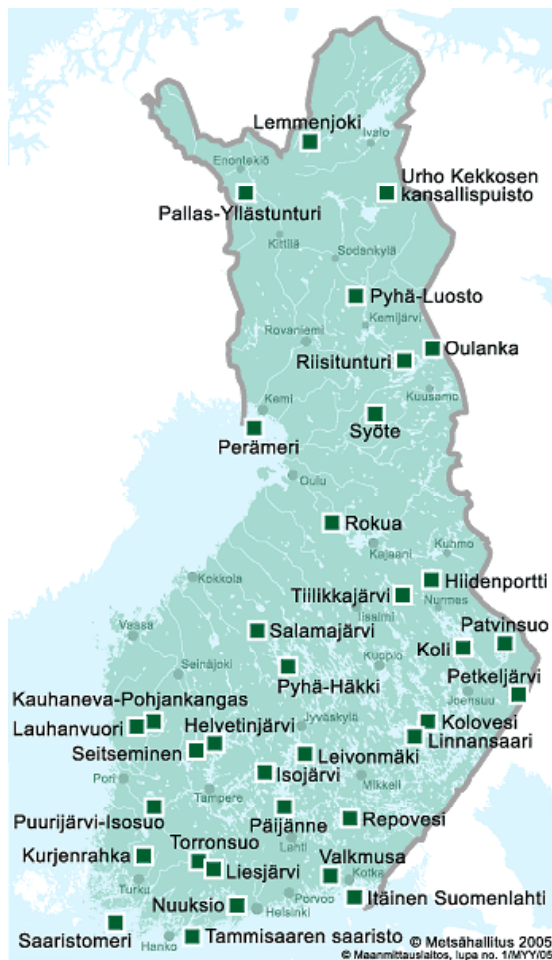 Lemmenjoki
Ivalo
Enontekiö
Urho Kekkosen
kansallispuisto
Pallas-Yllästunturi
Kittilä
Sodankylä
Pyhä-Luosto
Kemijärvi
Rovaniemi
Oulanka
Riisitunturi
Kuusamo
Kemi
Syöte
Perämeri
Oulu
Rokua
Kuhmo
Kajaani
Kokkola
Hiidenportti
Tiilikkajärvi
Nurmes
Iisalmi
Vaasa
Salamajärvi
Patvinsuo
Koli
Kuopio
Seinäjoki
Pyhä-Häkki
Petkeljärvi
Joensuu
Kauhaneva-Pohjankangas
Lauhanvuori
Helvetinjärvi
Jyväskylä
Kolovesi
Linnansaari
Seitseminen
Leivonmäki
Isojärvi
Pori
Mikkeli
Tampere
Puurijärvi-Isosuo
Päijänne
Repovesi
Torronsuo
Lahti
Kurjenrahka
Liesjärvi
Valkmusa
Kotka
Turku
Porvoo
Itäinen Suomenlahti
Nuuksio
Helsinki
Saaristomeri
Hanko
Tammisaaren saaristo
© Metsähallitus 2005
© Maanmittauslaitos, lupa no. 1/MYY/05